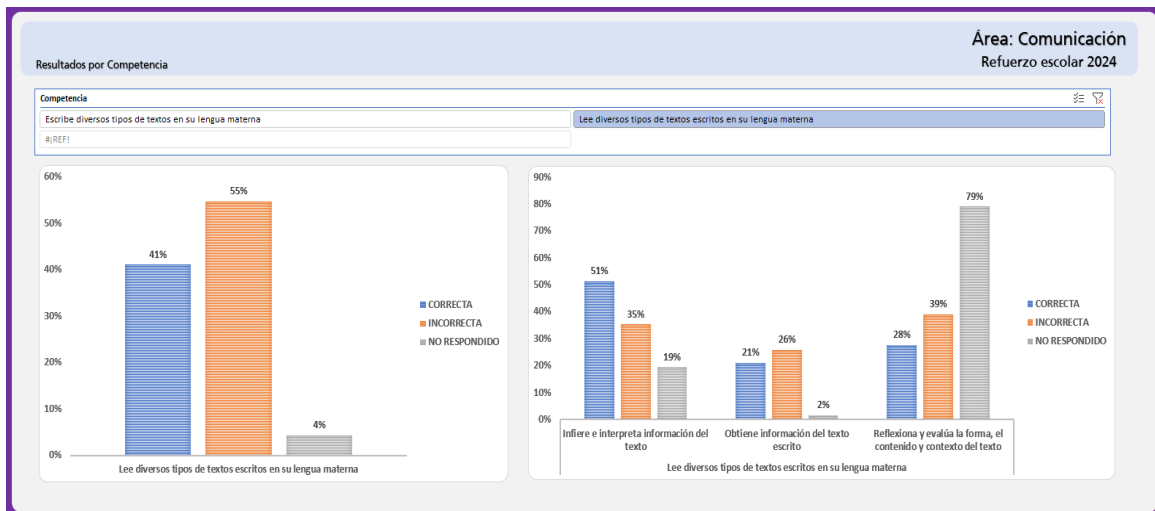 Área: Comunicación
Resultados por Competencia
Refuerzo escolar 2024
Competencia
Escribe diversos tipos de textos en su lengua materna
Lee diversos tipos de textos escritos en su lengua materna
#¡REF!
60%
50%
40%
30%
20%
10%
0%
41%
55%
4%
CORRECTA
INCORRECTA
NO RESPONDIDO
Lee diversos tipos de textos escritos en su lengua materna
90%
80%
70%
60%
50%
40%
30%
20%
10%
0%
51%
35%
19%
21%
26%
2%
28%
39%
79%
CORRECTA
INCORRECTA
NO RESPONDIDO
Infiere e interpreta información del
texto
Obtiene información del texto
escrito
Reflexiona y evalúa la forma, el
contenido y contexto del texto
Lee diversos tipos de textos escritos en su lengua materna